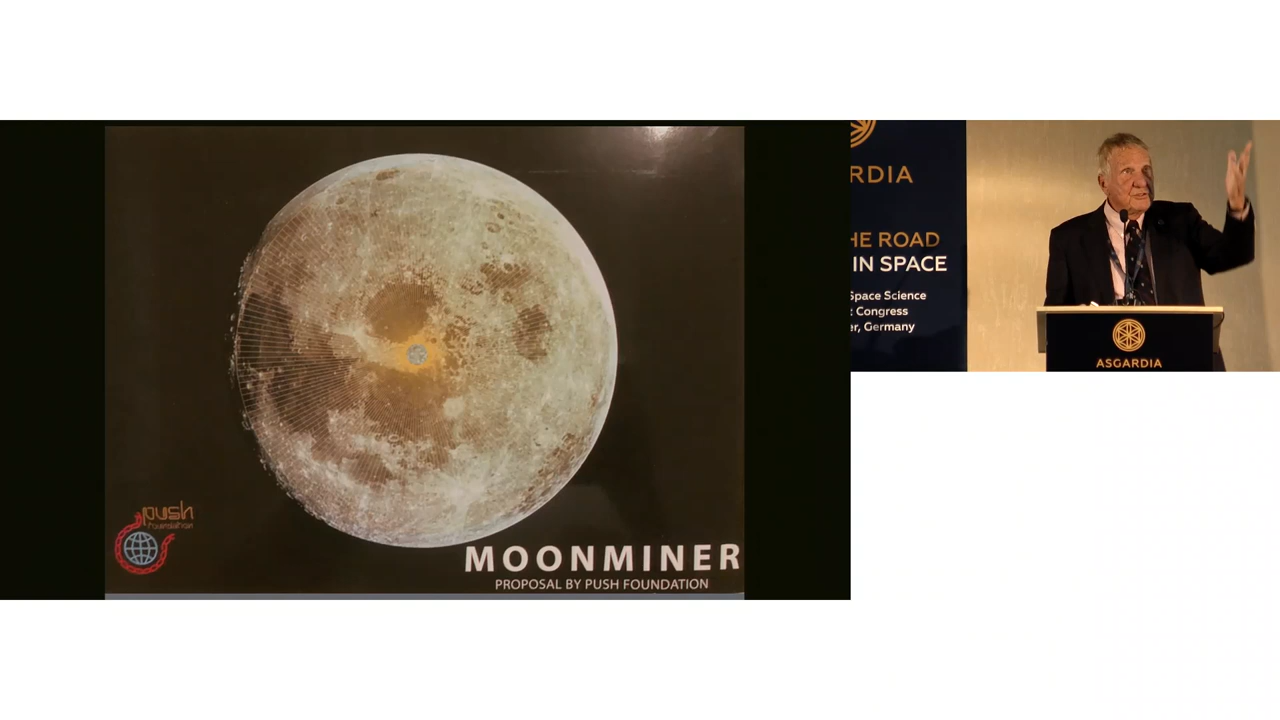 push
foundation
MOONMINER
PROPOSAL BY PUSH FOUNDATION
RDIA
HE ROAD
IN SPACE
Space Science
Congress
er, Germany
ASGARDIA